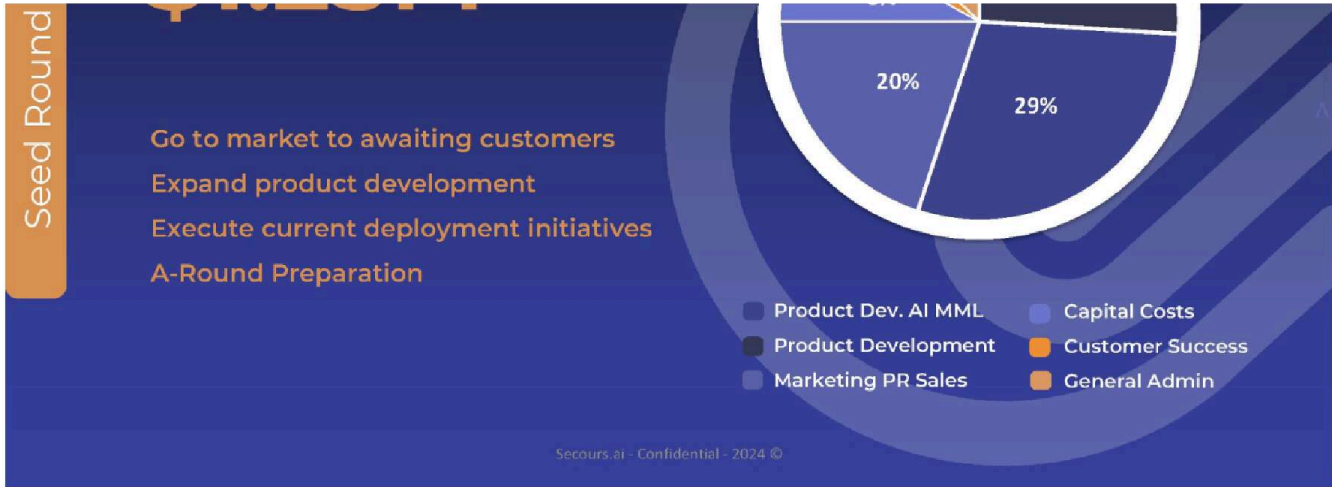 Seed Round
20%
29%
Go to market to awaiting customers
Expand product development
Execute current deployment initiatives
A-Round Preparation
Product Dev. AI MML
Capital Costs
Product Development
Customer Success
Marketing PR Sales
General Admin
Secours.ai - Confidential - 2024 ©